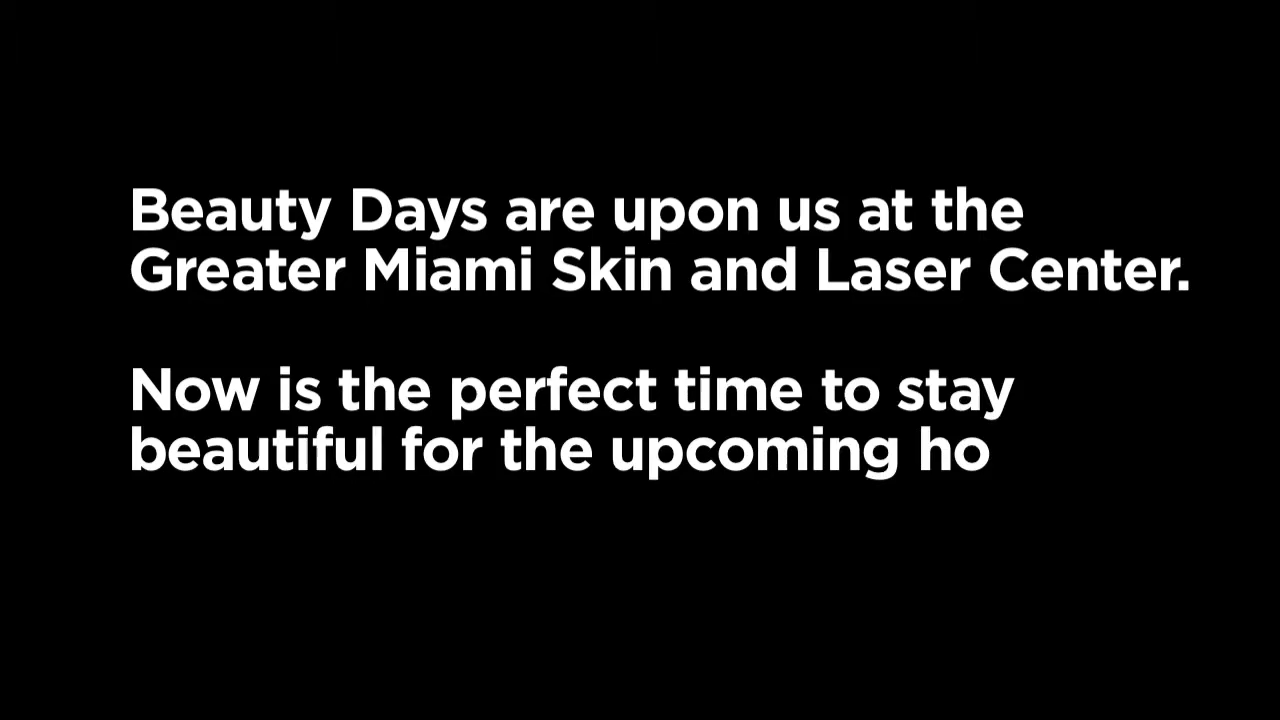 Beauty Days are upon us at the
Greater Miami Skin and Laser Center.
Now is the perfect time to stay
beautiful for the upcoming ho